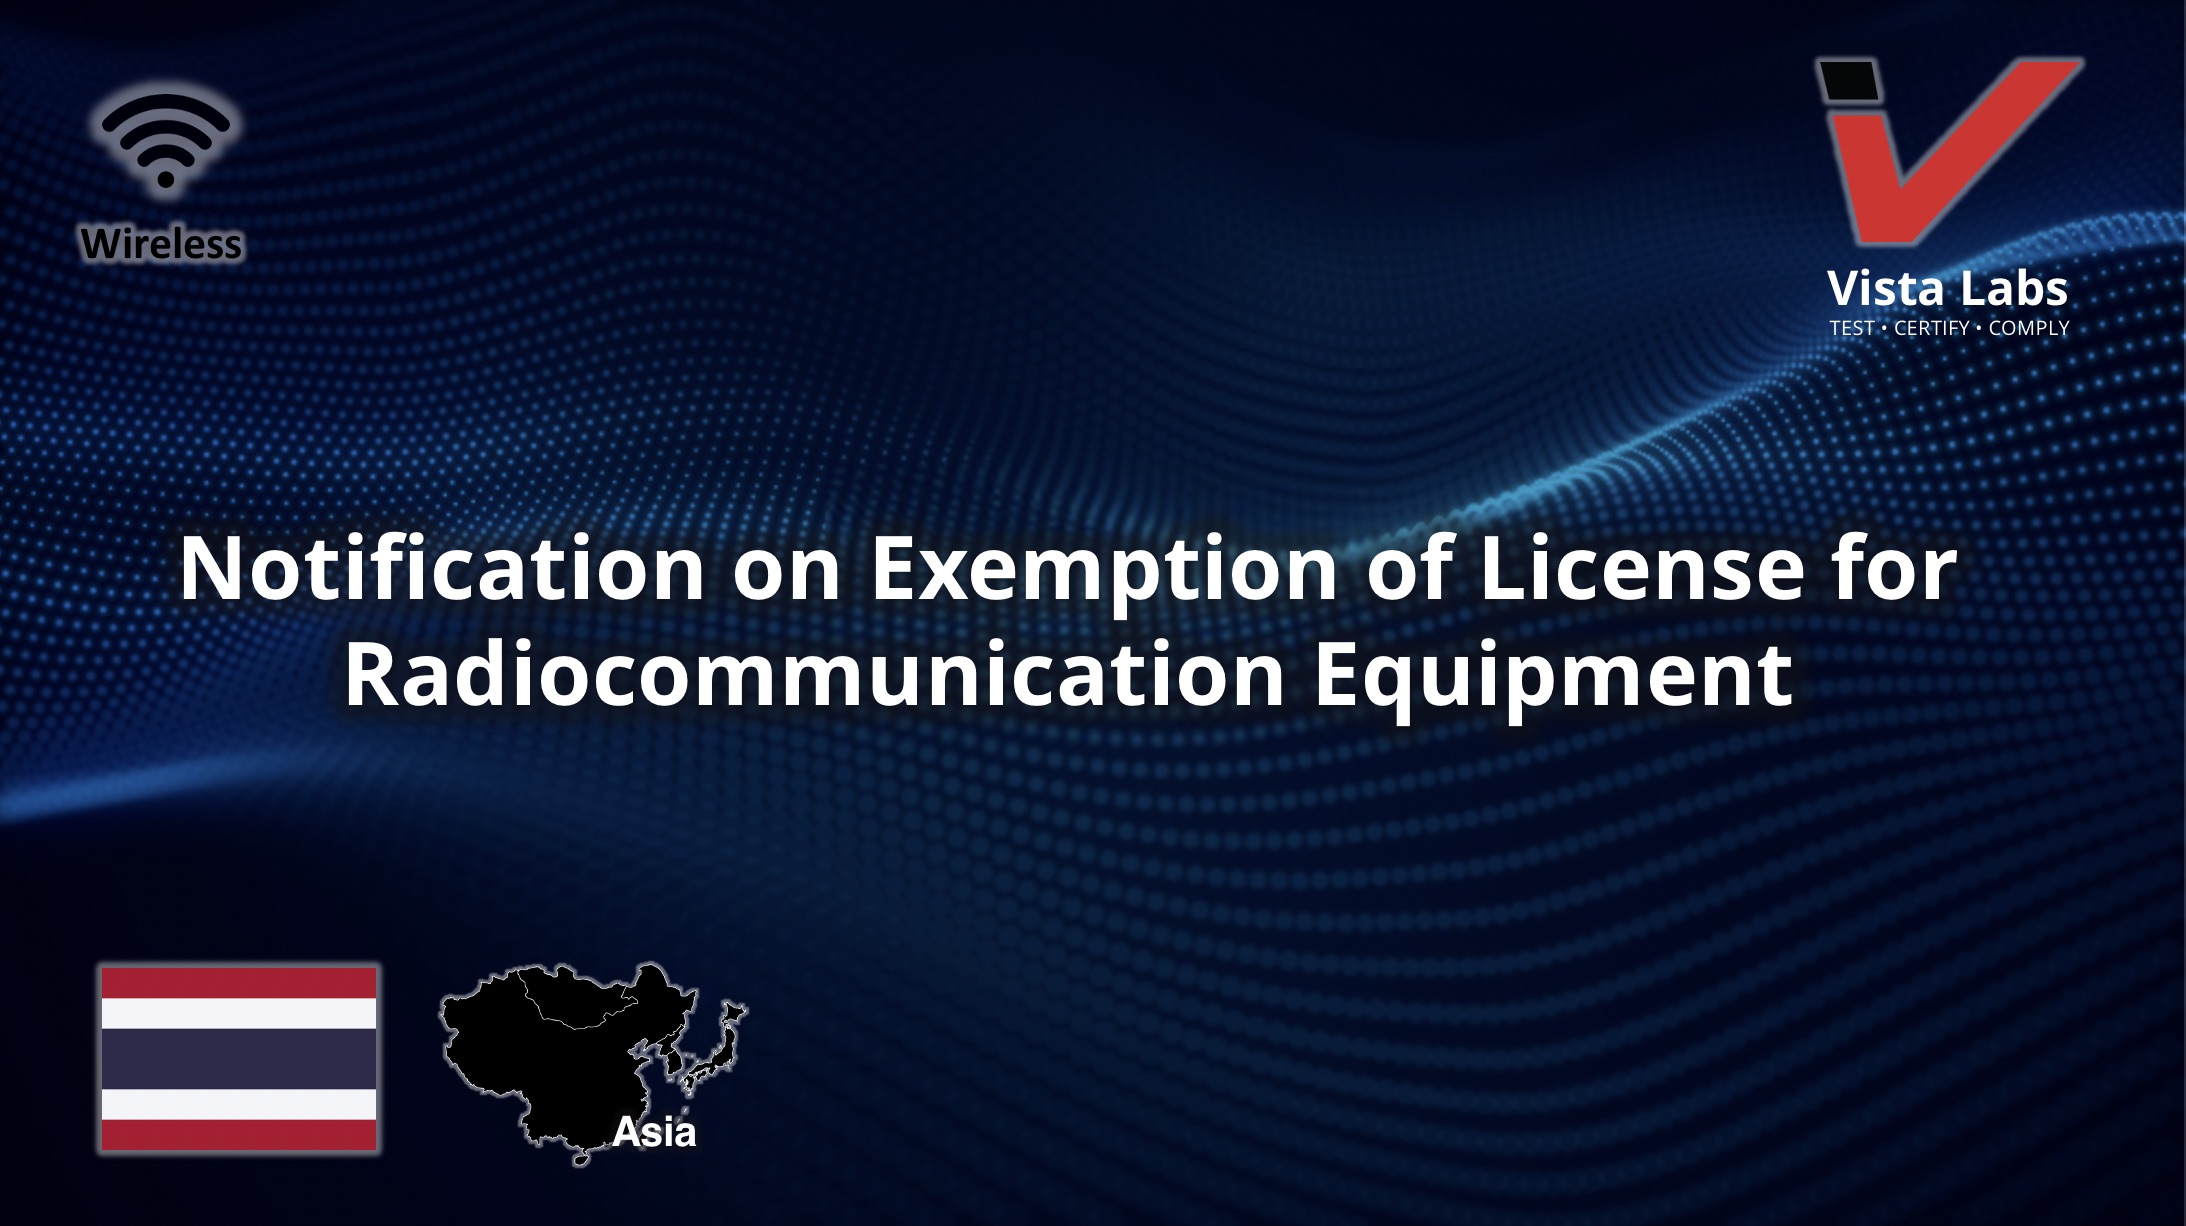 Wireless
Vista Labs
TEST • CERTIFY • COMPLY
Notification on Exemption of License for
Radiocommunication Equipment
Asia